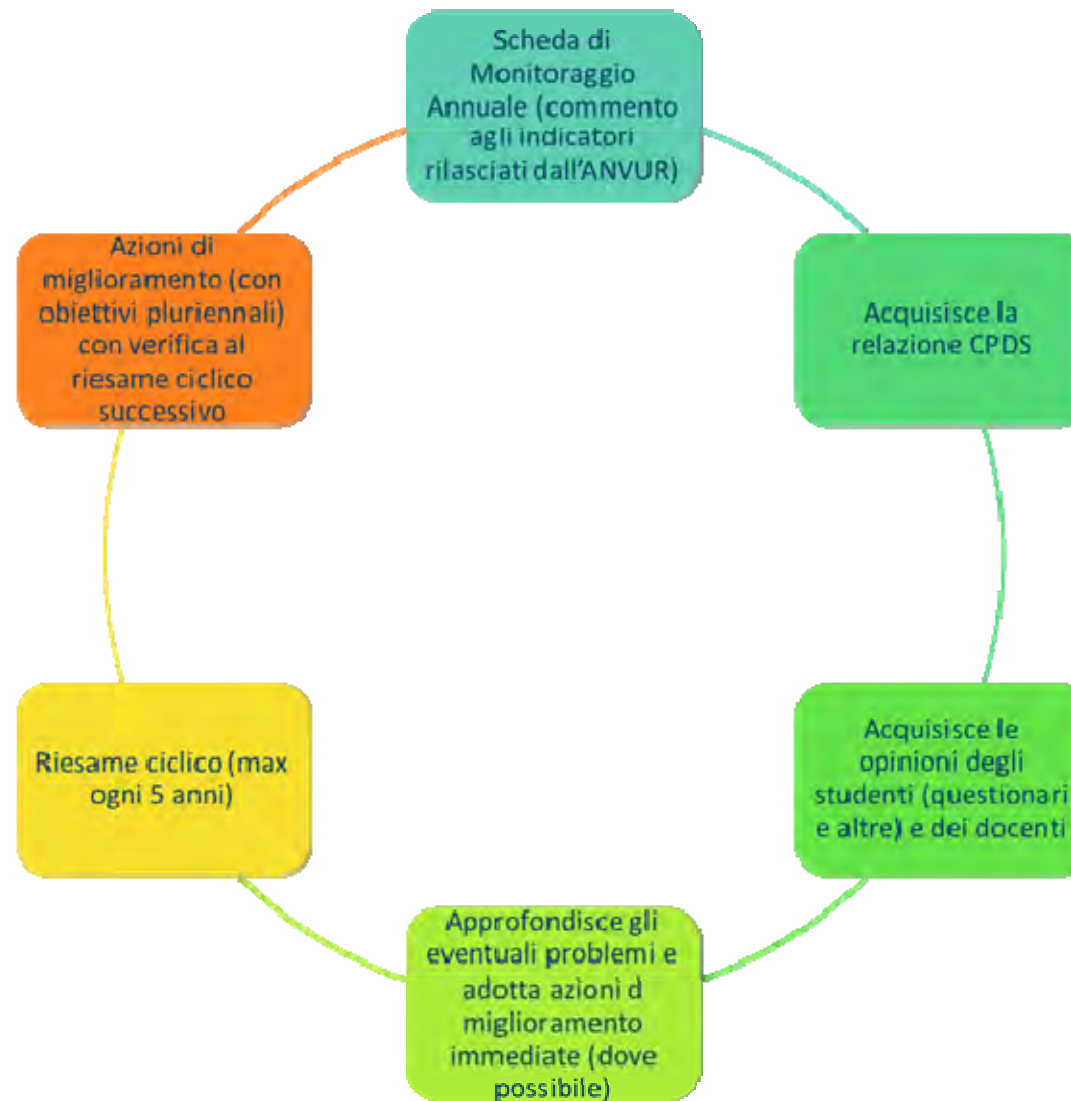 Scheda di
Monitoraggio
Annuale (commento
agli indicatori
rilasciati dall'ANVUR)
Acquisisce la
relazione CPDS
Acquisisce le
opinioni degli
studenti (questionari
e altre) e dei docenti
Approfondisce gli
eventuali problemi e
adotta azioni d
miglioramento
immediate (dove
possibile)
Riesame ciclico (max
ogni 5 anni)
Azioni di
miglioramento (con
obiettivi pluriennali)
con verifica al
riesame ciclico
successivo